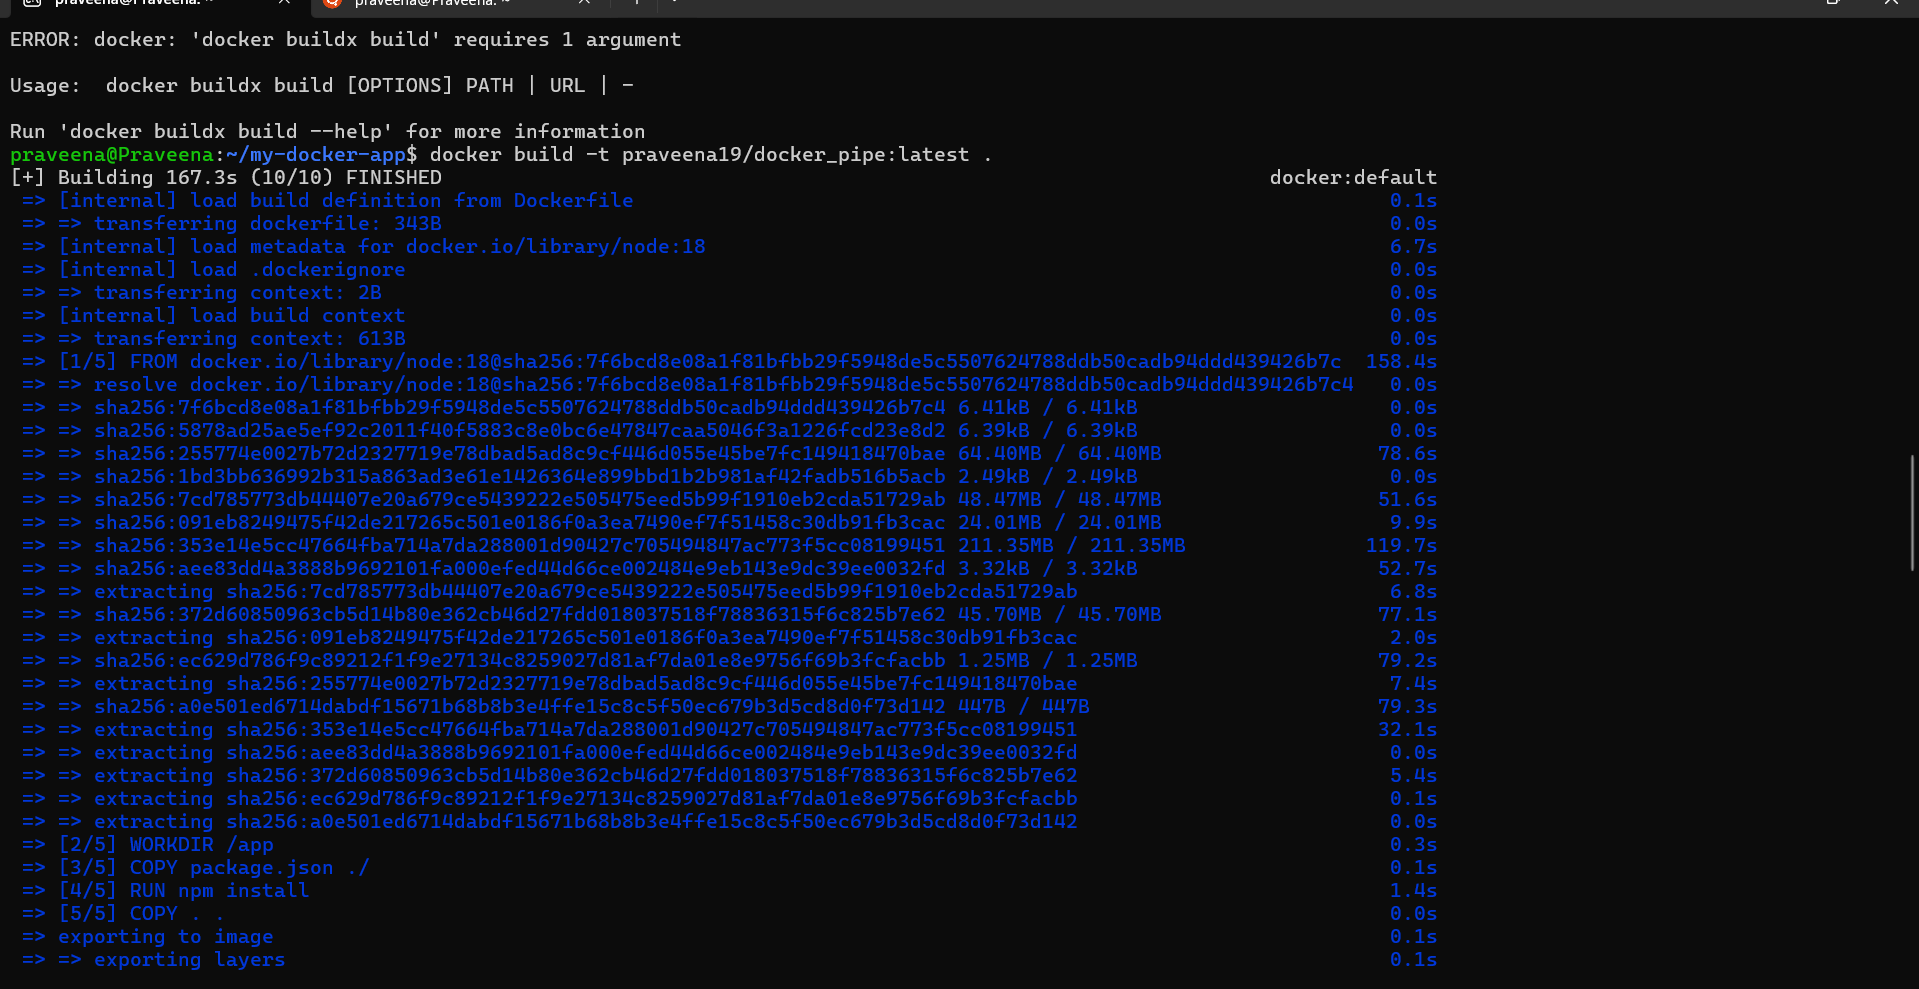 praveena@Praveena: ~
praveena@Praveena: ~
ERROR: docker: 'docker buildx build' requires 1 argument
Usage:  docker buildx build [OPTIONS] PATH | URL | -
Run 'docker buildx build --help' for more information
praveena@Praveena:~/my-docker-app$ docker build -t praveena19/docker_pipe:latest .
[+] Building 167.3s (10/10) FINISHED docker:default
=> [internal] load build definition from Dockerfile 0.1s
=> => transferring dockerfile: 343B 0.0s
=> [internal] load metadata for docker.io/library/node:18 6.7s
=> [internal] load .dockerignore 0.0s
=> => transferring context: 2B 0.0s
=> [internal] load build context 0.0s
=> => transferring context: 613B 0.0s
=> [1/5] FROM docker.io/library/node:18@sha256:7f6bcd8e08a1f81bfbb29f5948de5c5507624788ddb50cadb94ddd439426b7c 158.4s
=> => resolve docker.io/library/node:18@sha256:7f6bcd8e08a1f81bfbb29f5948de5c5507624788ddb50cadb94ddd439426b7c4 0.0s
=> => sha256:7f6bcd8e08a1f81bfbb29f5948de5c5507624788ddb50cadb94ddd439426b7c4 6.41kB / 6.41kB 0.0s
=> => sha256:5878ad25ae5ef92c2011f40f5883c8e0bc6e47847caa5046f3a1226fcd23e8d2 6.39kB / 6.39kB 0.0s
=> => sha256:255774e0027b72d2327719e78dbad5ad8c9cf446d055e45be7fc149418470bae 64.40MB / 64.40MB 78.6s
=> => sha256:1bd3bb636992b315a863ad3e61e1426364e899bbd1b2b981af42fadb516b5acb 2.49kB / 2.49kB 0.0s
=> => sha256:7cd785773db44407e20a679ce5439222e505475eed5b99f1910eb2cda51729ab 48.47MB / 48.47MB 51.6s
=> => sha256:091eb8249475f42de217265c501e0186f0a3ea7490ef7f51458c30db91fb3cac 24.01MB / 24.01MB 9.9s
=> => sha256:353e14e5cc47664fba714a7da288001d90427c705494847ac773f5cc08199451 211.35MB / 211.35MB 119.7s
=> => sha256:aee83dd4a3888b9692101fa000efed44d66ce002484e9eb143e9dc39ee0032fd 3.32kB / 3.32kB 52.7s
=> => extracting sha256:7cd785773db44407e20a679ce5439222e505475eed5b99f1910eb2cda51729ab 6.8s
=> => sha256:372d60850963cb5d14b80e362cb46d27fdd018037518f78836315f6c825b7e62 45.70MB / 45.70MB 77.1s
=> => extracting sha256:091eb8249475f42de217265c501e0186f0a3ea7490ef7f51458c30db91fb3cac 2.0s
=> => sha256:ec629d786f9c89212f1f9e27134c8259027d81af7da01e8e9756f69b3fcfacbb 1.25MB / 1.25MB 79.2s
=> => extracting sha256:255774e0027b72d2327719e78dbad5ad8c9cf446d055e45be7fc149418470bae 7.4s
=> => sha256:a0e501ed6714dabdf15671b68b8b3e4ffe15c8c5f50ec679b3d5cd8d0f73d142 447B / 447B 79.3s
=> => extracting sha256:353e14e5cc47664fba714a7da288001d90427c705494847ac773f5cc08199451 32.1s
=> => extracting sha256:aee83dd4a3888b9692101fa000efed44d66ce002484e9eb143e9dc39ee0032fd 0.0s
=> => extracting sha256:372d60850963cb5d14b80e362cb46d27fdd018037518f78836315f6c825b7e62 5.4s
=> => extracting sha256:ec629d786f9c89212f1f9e27134c8259027d81af7da01e8e9756f69b3fcfacbb 0.1s
=> => extracting sha256:a0e501ed6714dabdf15671b68b8b3e4ffe15c8c5f50ec679b3d5cd8d0f73d142 0.0s
=> [2/5] WORKDIR /app 0.3s
=> [3/5] COPY package.json ./ 0.1s
=> [4/5] RUN npm install 1.4s
=> [5/5] COPY . . 0.0s
=> exporting to image 0.1s
=> => exporting layers 0.1s